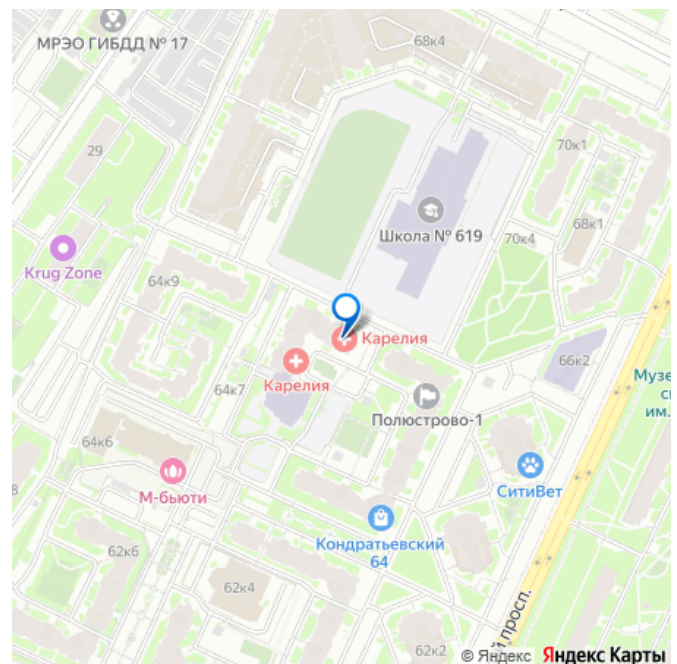 МРЭО ГИБДД № 17
68к4
29
70к1
Школа № 619
70к4
68к1
Krug Zone
64к9
Карелия
Карелия
66к2
Музе
им.
64к7
Полюстрово-1
64к6
М-бьюти
СитиВет
Кондратьевский
64
62к6
62к4
й просп.
62к2
© Яндекс Яндекс Карты